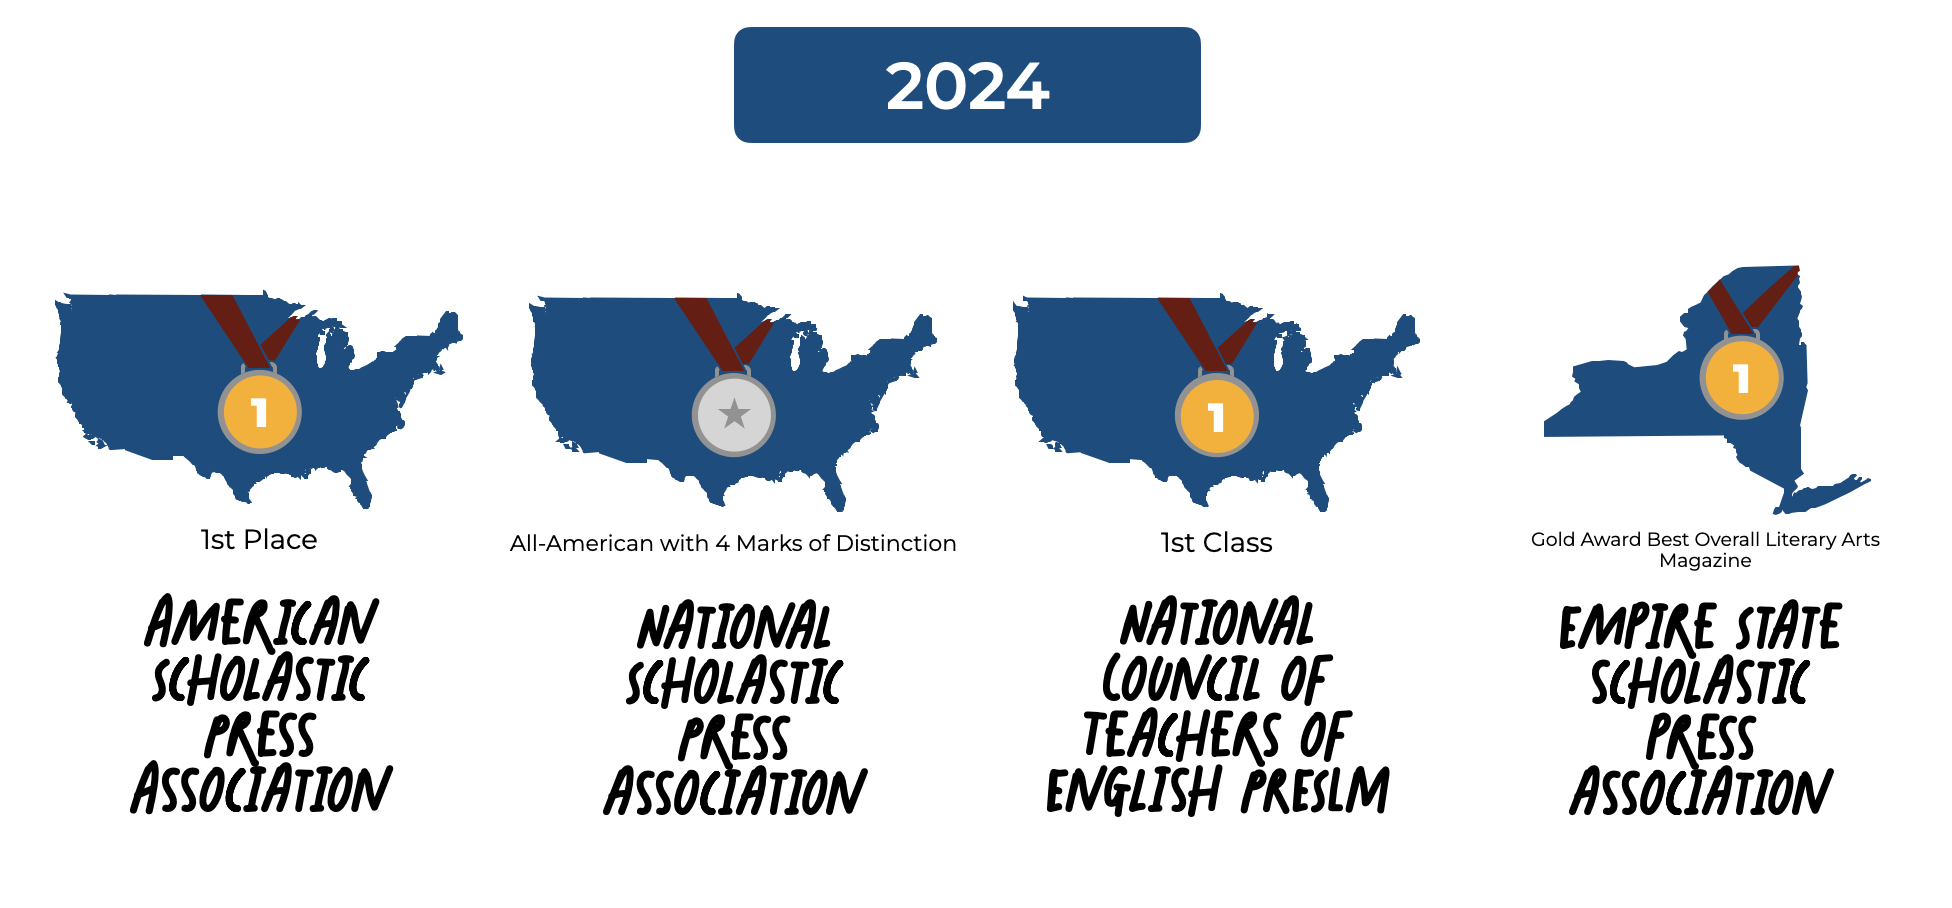 2024
1
1st Place
AMERICAN
SCHOLASTIC
PRESS
ASSOCIATION
All-American with 4 Marks of Distinction
NATIONAL
SCHOLASTIC
PRESS
ASSOCIATION
1
1st Class
NATIONAL
COUNCIL OF
TEACHERS OF
ENGLISH PRESLM
1
Gold Award Best Overall Literary Arts
Magazine
EMPIRE STATE
SCHOLASTIC
PRESS
ASSOCIATION